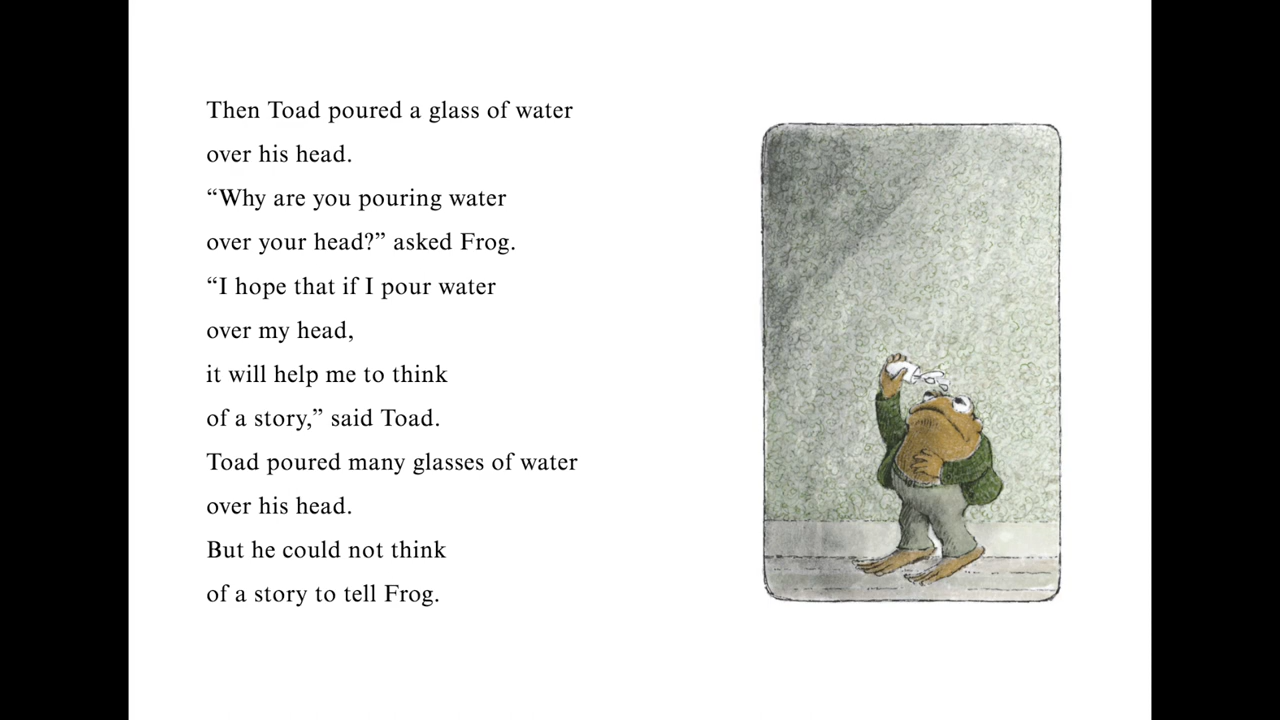 Then Toad poured a glass of water
over his head.
“Why are you pouring water
over your head?” asked Frog.
“I hope that if I pour water
over my head,
it will help me to think
of a story,” said Toad.
Toad poured many glasses of water
over his head.
But he could not think
of a story to tell Frog.